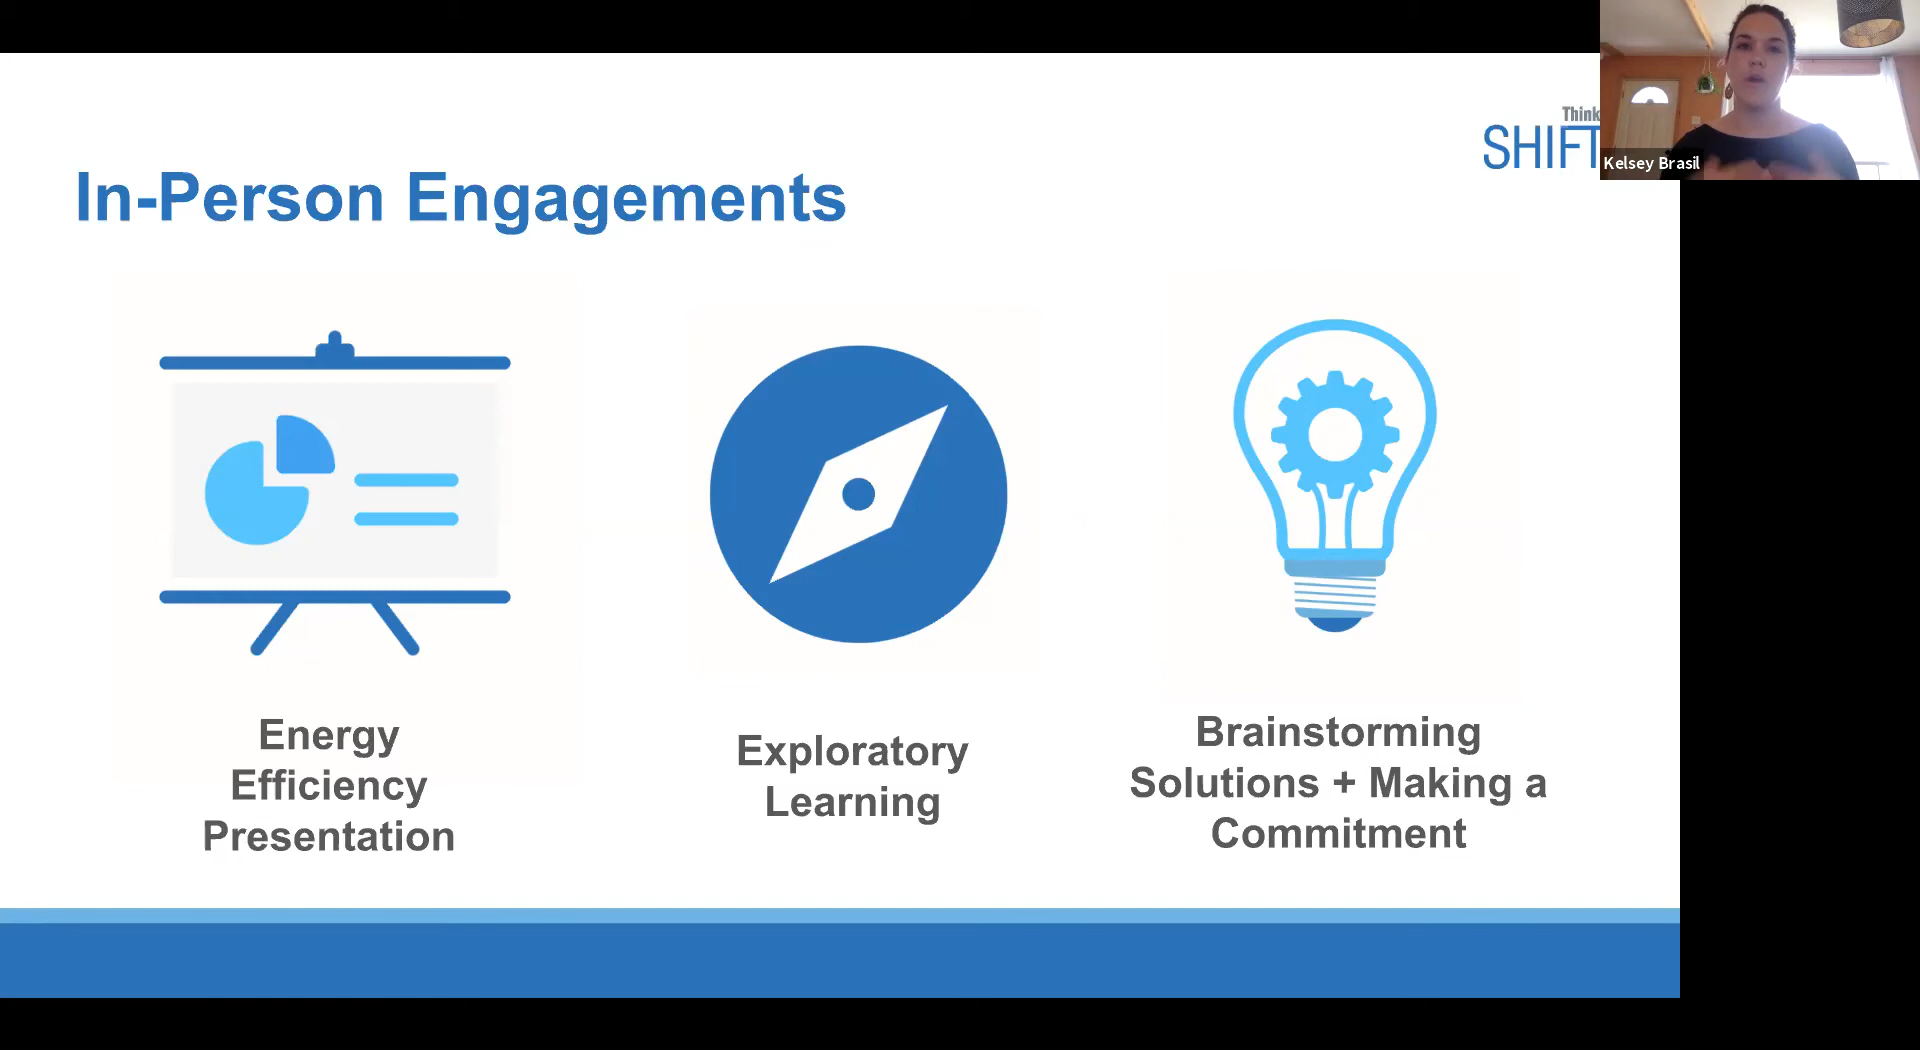 Think
SHIFT
Kelsey Brasil
In-Person Engagements
Energy
Efficiency
Presentation
Exploratory
Learning
Brainstorming
Solutions + Making a
Commitment